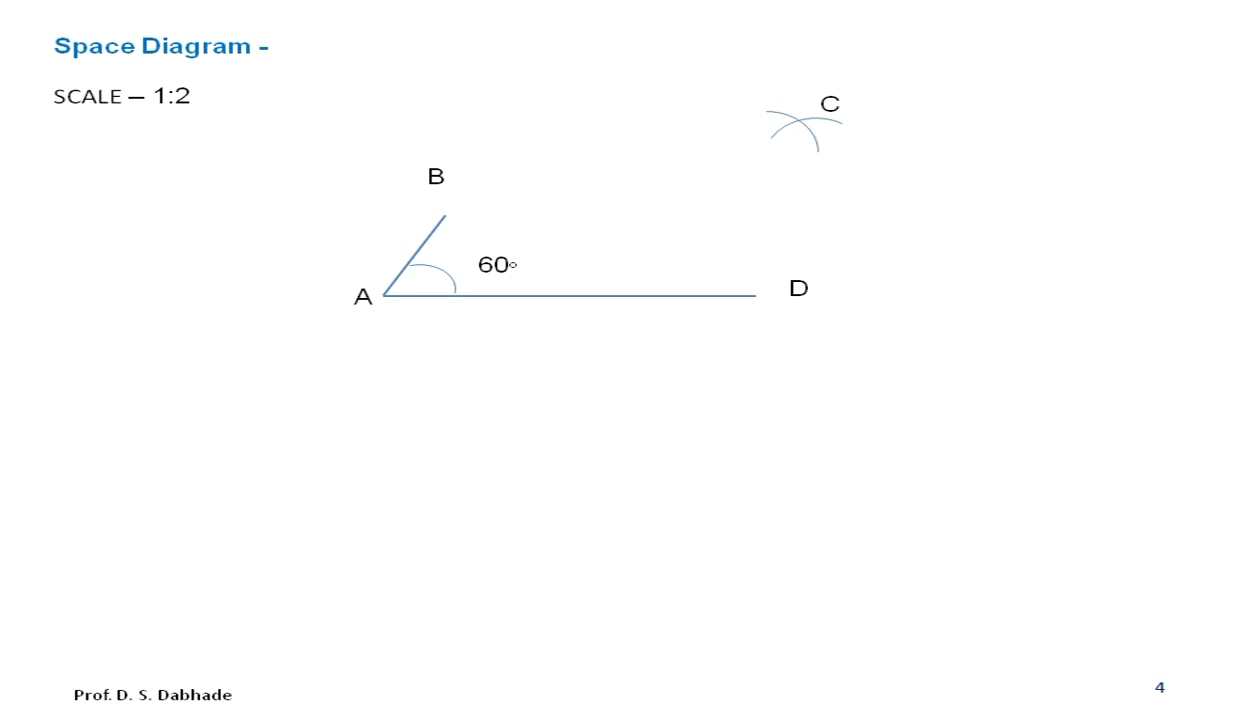 Space Diagram -
SCALE – 1:2
C
B
60°
A
D
Prof. D. S. Dabhade
4